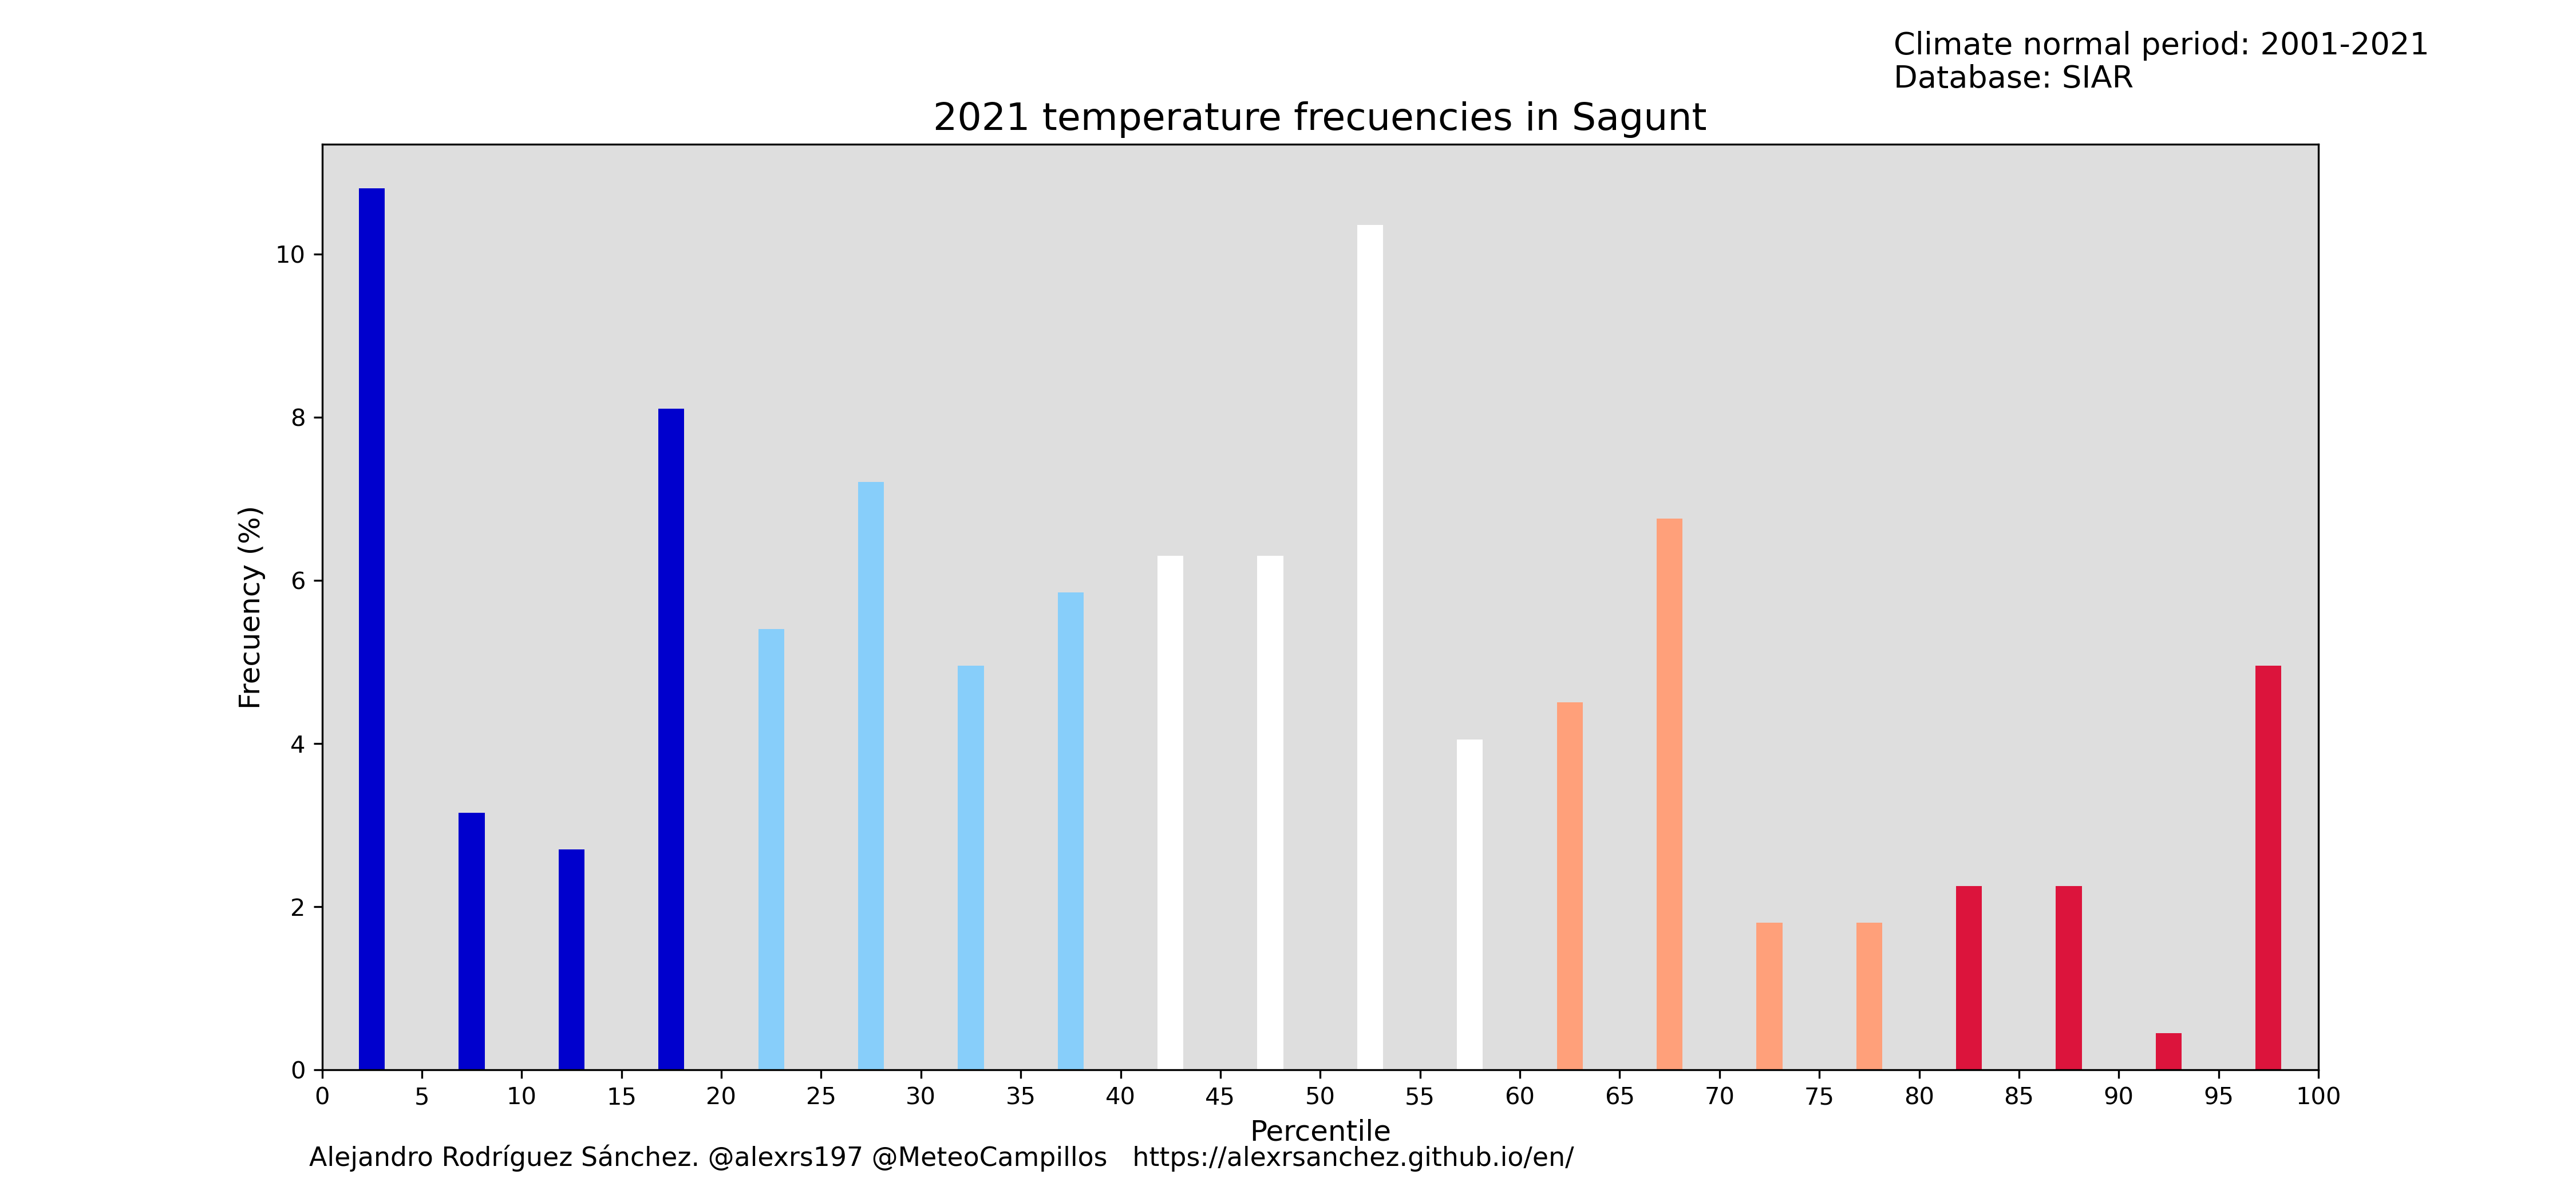 Climate normal period: 2001-2021
Database: SIAR
2021 temperature frecuencies in Sagunt
Frecuency (%)
10
8
6
4
2
0
0 5 10 15 20 25 30 35 40 45 50 55 60 65 70 75 80 85 90 95 100
Percentile
Alejandro Rodríguez Sánchez. @alexrs197 @MeteoCampillos https://alexrsanchez.github.io/en/